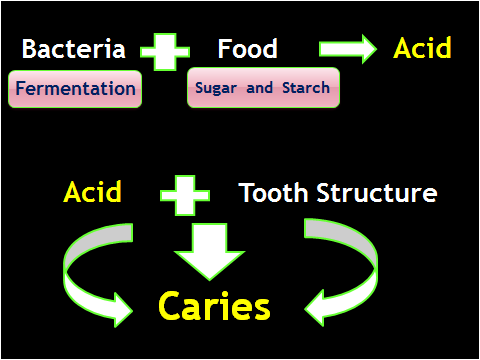 Bacteria Food Acid
Fermentation Sugar and Starch
Acid Tooth Structure
Caries